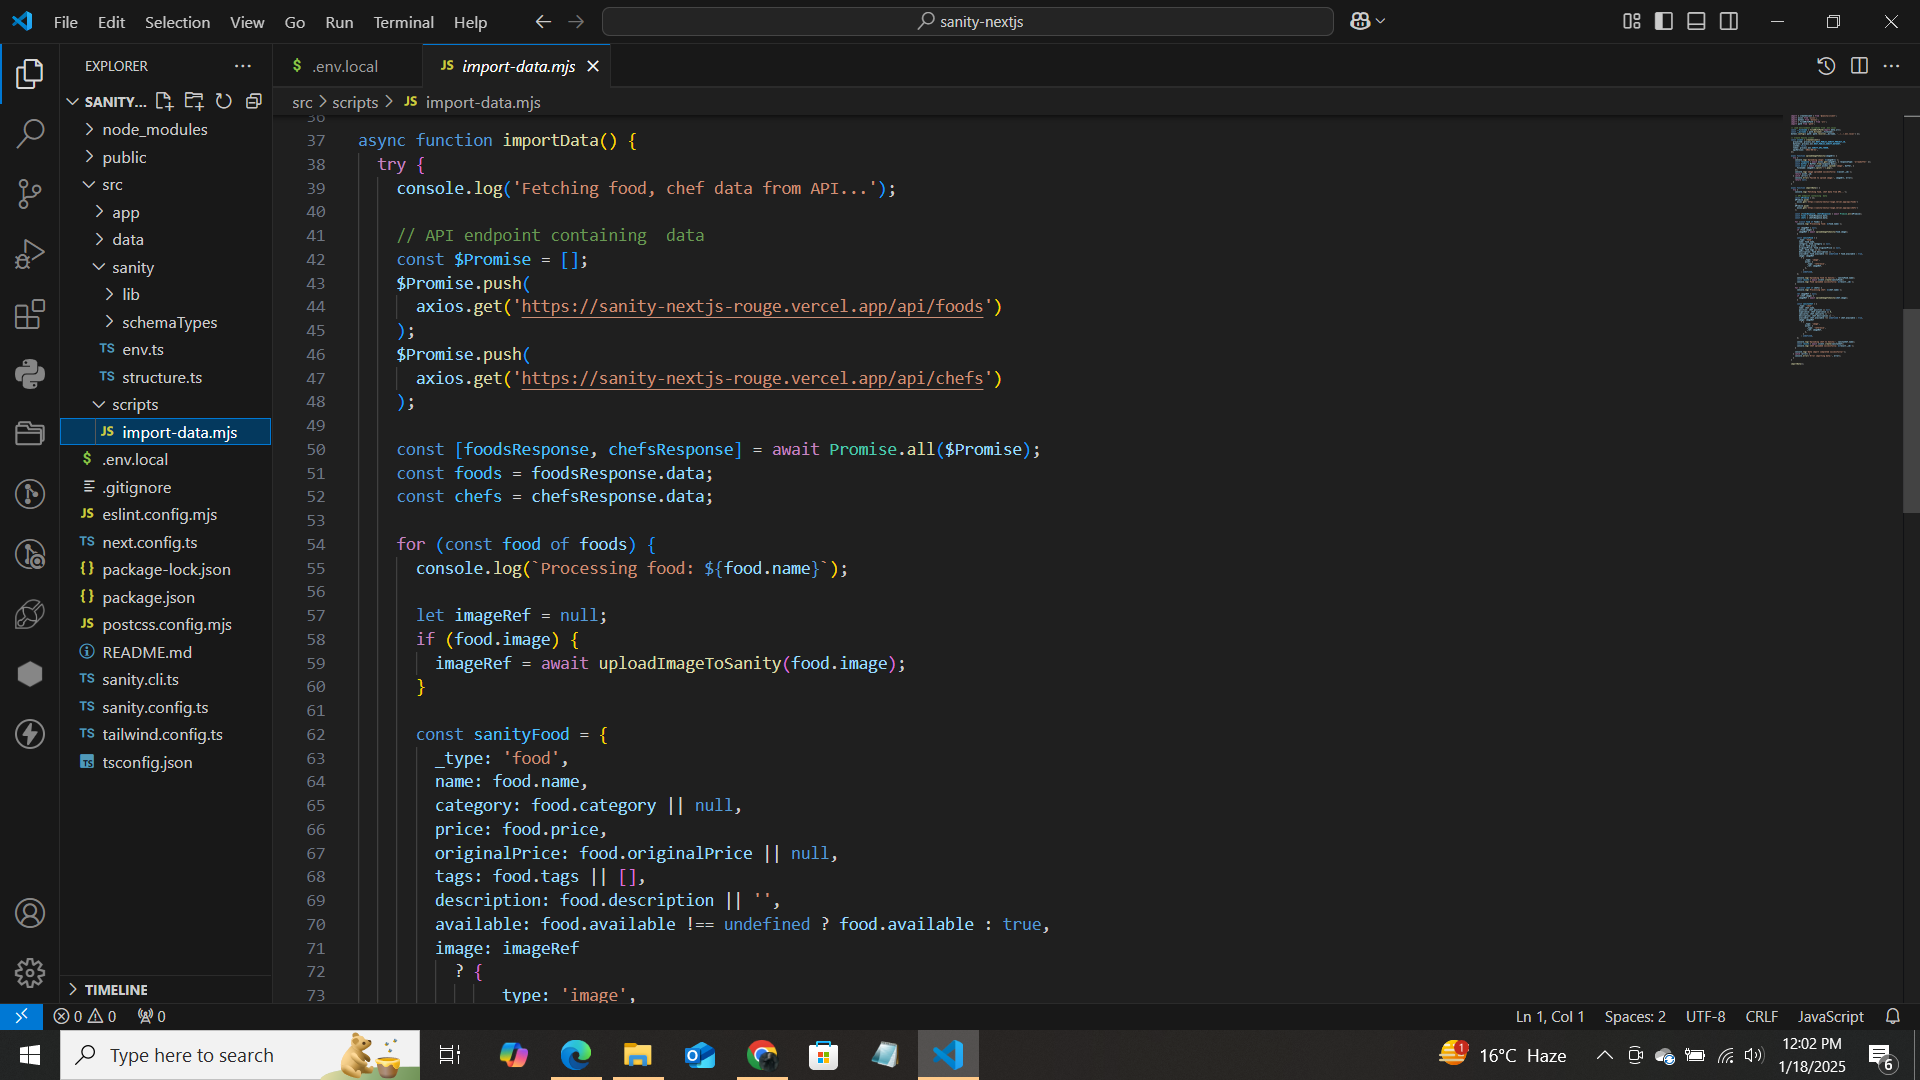 File Edit Selection View Go Run Terminal Help
sanity-nextjs
EXPLORER
SANITY...
node_modules
public
src
app
data
sanity
lib
schemaTypes
TS env.ts
TS structure.ts
scripts
JS import-data.mjs
$ .env.local
.gitignore
JS eslint.config.mjs
TS next.config.ts
{} package-lock.json
{} package.json
JS postcss.config.mjs
README.md
TS sanity.cli.ts
TS sanity.config.ts
TS tailwind.config.ts
TS tsconfig.json
TIMELINE
$ .env.local
JS import-data.mjs
src > scripts > JS import-data.mjs
36
37 async function importData() {
38 try {
39 console.log('Fetching food, chef data from API...');
40
41 // API endpoint containing  data
42 const $Promise = [];
43 $Promise.push(
44 axios.get('https://sanity-nextjs-rouge.vercel.app/api/foods')
45 );
46 $Promise.push(
47 axios.get('https://sanity-nextjs-rouge.vercel.app/api/chefs')
48 );
49
50 const [foodsResponse, chefsResponse] = await Promise.all($Promise);
51 const foods = foodsResponse.data;
52 const chefs = chefsResponse.data;
53
54 for (const food of foods) {
55 console.log(`Processing food: ${food.name}`);
56
57 let imageRef = null;
58 if (food.image) {
59 imageRef = await uploadImageToSanity(food.image);
60 }
61
62 const sanityFood = {
63 _type: 'food',
64 name: food.name,
65 category: food.category || null,
66 price: food.price,
67 originalPrice: food.originalPrice || null,
68 tags: food.tags || [],
69 description: food.description || '',
70 available: food.available !== undefined ? food.available : true,
71 image: imageRef
72 ? {
73 _type: 'image',
0 0 0
Ln 1, Col 1 Spaces: 2 UTF-8 CRLF JavaScript
Type here to search
1 16°C Haze
12:02 PM
1/18/2025
6